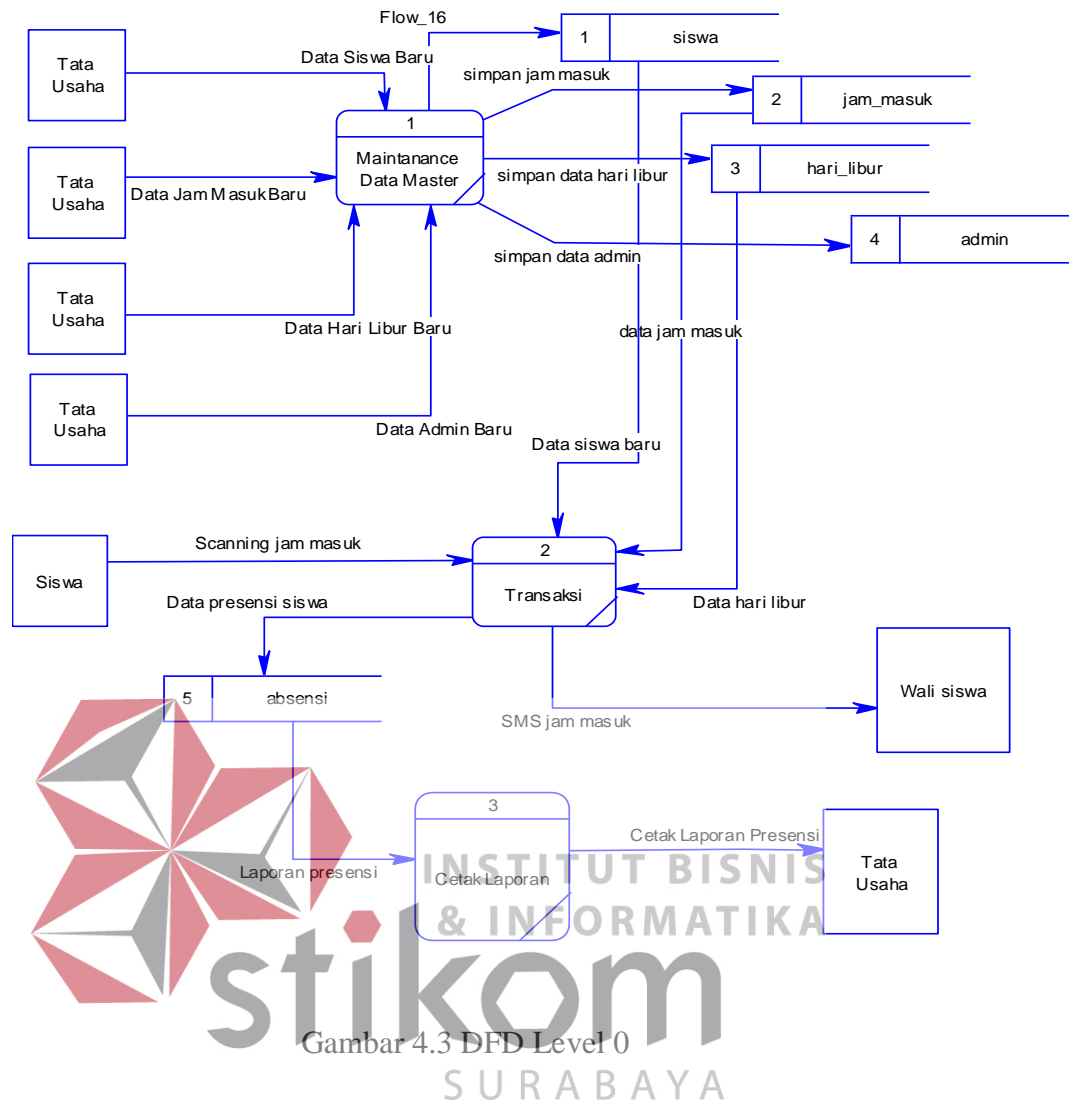 Flow_16
1 siswa
Tata
Usaha
Data Siswa Baru
simpan jam masuk
2 jam_masuk
1
Maintanance
Data Master
Tata
Usaha
Data Jam Masuk Baru
simpan data hari libur
3 hari_libur
simpan data admin
4 admin
Tata
Usaha
Data Hari Libur Baru
data jam masuk
Tata
Usaha
Data Admin Baru
Data siswa baru
Siswa
Scanning jam masuk
2
Transaksi
Data presensi siswa
Data hari libur
5 absensi
SMS jam masuk
Wali siswa
3
Cetak Laporan
Laporan presensi
Cetak Laporan Presensi
Tata
Usaha
INSTITUT BISNIS
& INFORMATIKA
stikom
Gambar 4.3 DFD Level 0
SURABAYA